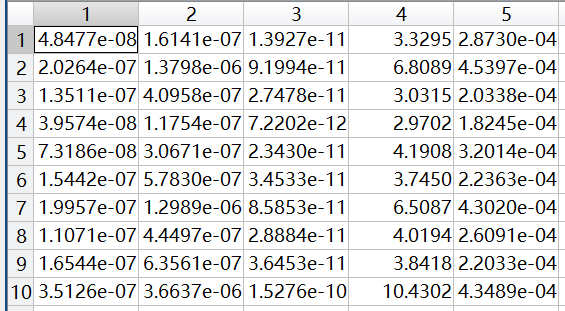 1 2 3 4 5
1 4.8477e-08 1.6141e-07 1.3927e-11 3.3295 2.8730e-04
2 2.0264e-07 1.3798e-06 9.1994e-11 6.8089 4.5397e-04
3 1.3511e-07 4.0958e-07 2.7478e-11 3.0315 2.0338e-04
4 3.9574e-08 1.1754e-07 7.2202e-12 2.9702 1.8245e-04
5 7.3186e-08 3.0671e-07 2.3430e-11 4.1908 3.2014e-04
6 1.5442e-07 5.7830e-07 3.4533e-11 3.7450 2.2363e-04
7 1.9957e-07 1.2989e-06 8.5853e-11 6.5087 4.3020e-04
8 1.1071e-07 4.4497e-07 2.8884e-11 4.0194 2.6091e-04
9 1.6544e-07 6.3561e-07 3.6453e-11 3.8418 2.2033e-04
10 3.5126e-07 3.6637e-06 1.5276e-10 10.4302 4.3489e-04